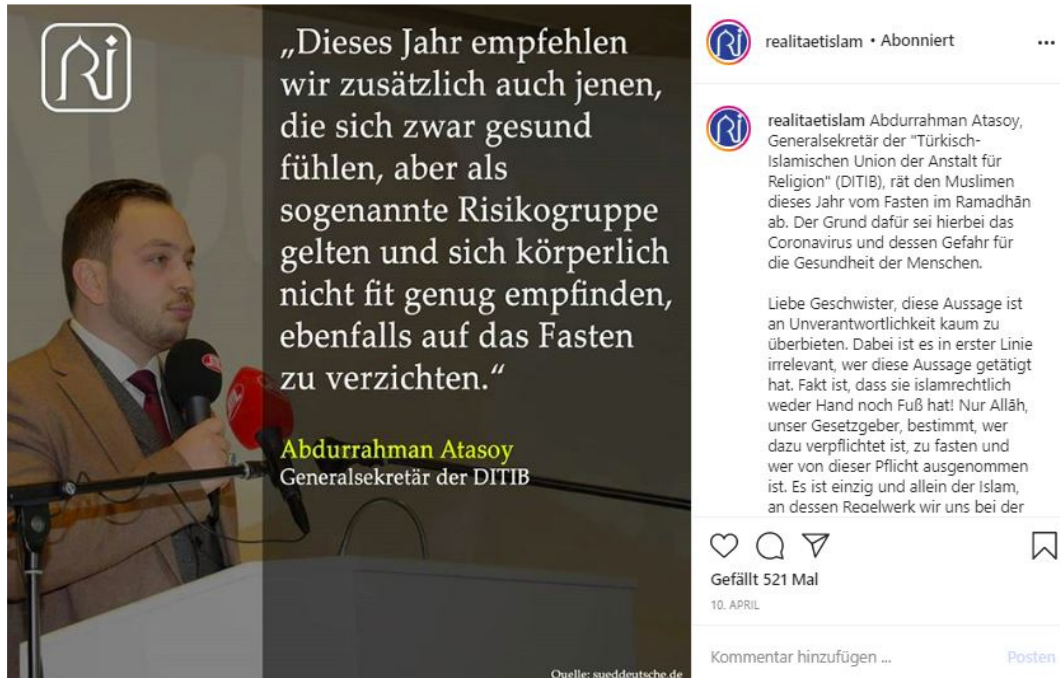 „Dieses Jahr empfehlen
wir zusätzlich auch jenen,
die sich zwar gesund
fühlen, aber als
sogenannte Risikogruppe
gelten und sich körperlich
nicht fit genug empfinden,
ebenfalls auf das Fasten
zu verzichten.“
Abdurrahman Atasoy
Generalsekretär der DITIB
Quelle: sueddeutsche.de
realitaetislam • Abonniert
realitaetislam Abdurrahman Atasoy,
Generalsekretär der "Türkisch-
Islamischen Union der Anstalt für
Religion" (DITIB), rät den Muslimen
dieses Jahr vom Fasten im Ramadhān
ab. Der Grund dafür sei hierbei das
Coronavirus und dessen Gefahr für
die Gesundheit der Menschen.
Liebe Geschwister, diese Aussage ist
an Unverantwortlichkeit kaum zu
überbieten. Dabei ist es in erster Linie
irrelevant, wer diese Aussage getätigt
hat. Fakt ist, dass sie islamrechtlich
weder Hand noch Fuß hat! Nur Allāh,
unser Gesetzgeber, bestimmt, wer
dazu verpflichtet ist, zu fasten und
wer von dieser Pflicht ausgenommen
ist. Es ist einzig und allein der Islam,
an dessen Regelwerk wir uns bei der
Gefällt 521 Mal
10. APRIL
Kommentar hinzufügen ...
Posten